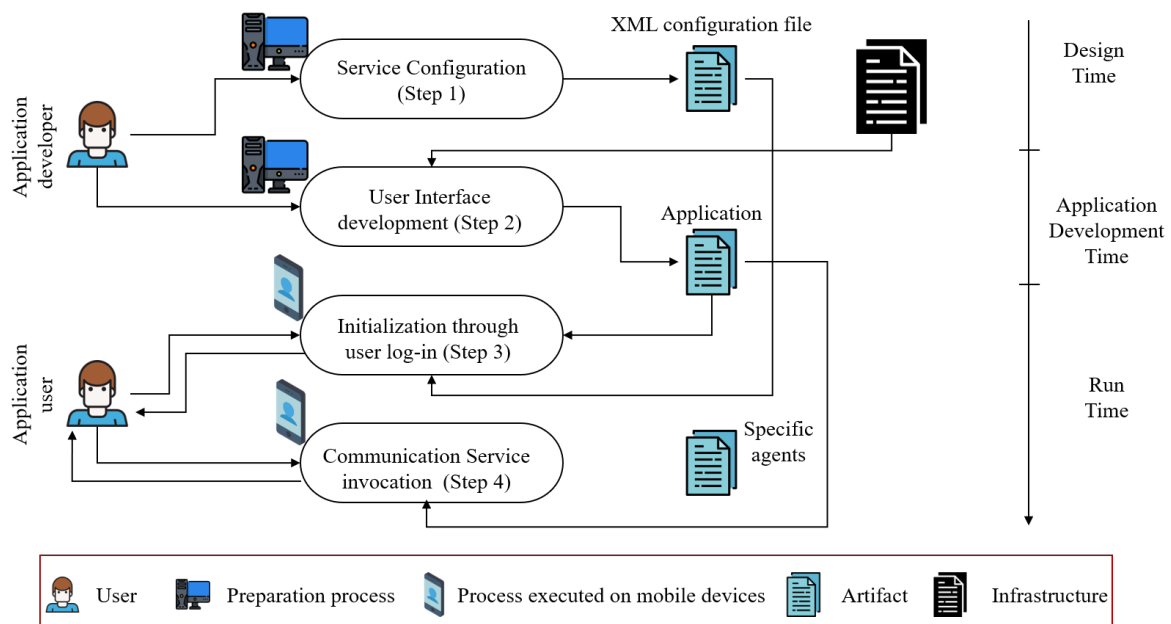 XML configuration file
Design
Time
Service Configuration
(Step 1)
Application
developer
User Interface
development (Step 2)
Application
Application
Development
Time
Initialization through
user log-in (Step 3)
Application
user
Run
Time
Specific
agents
Communication Service
invocation (Step 4)
User
Preparation process
Process executed on mobile devices
Artifact
Infrastructure